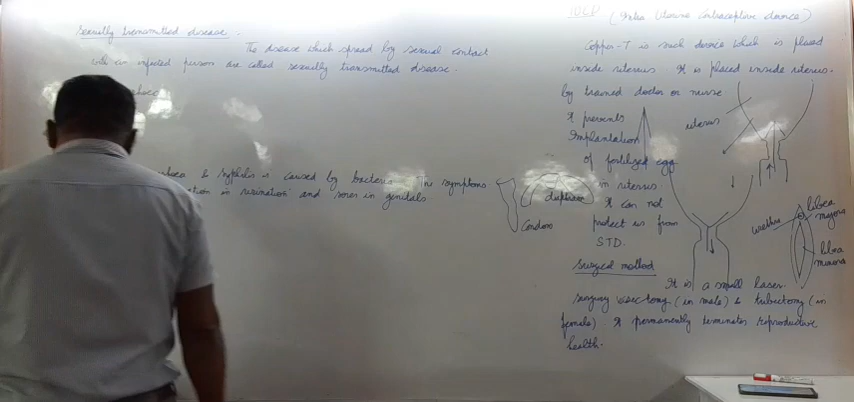 Sexually transmitted disease.
The disease which spread by sexual contact
with an infected person are called sexually transmitted disease.
& syphilis is caused by bacteria. The symptoms
in urination and sores in genitals
Condom
IUCD (Intra Uterine Contraceptive device)
Copper-T is such device which is placed
inside uterus. It is placed inside uterus.
by trained doctor or nurse
It prevents
Implantation
of fertilized egg
in uterus
It can not
protect us from
STD.
uterus
urethra
libea
majora
libea
minora
Surgical method
It is a small laser
surgery vasectomy (in male) & tubectomy (in
female). It permanently terminates reproductive
health.